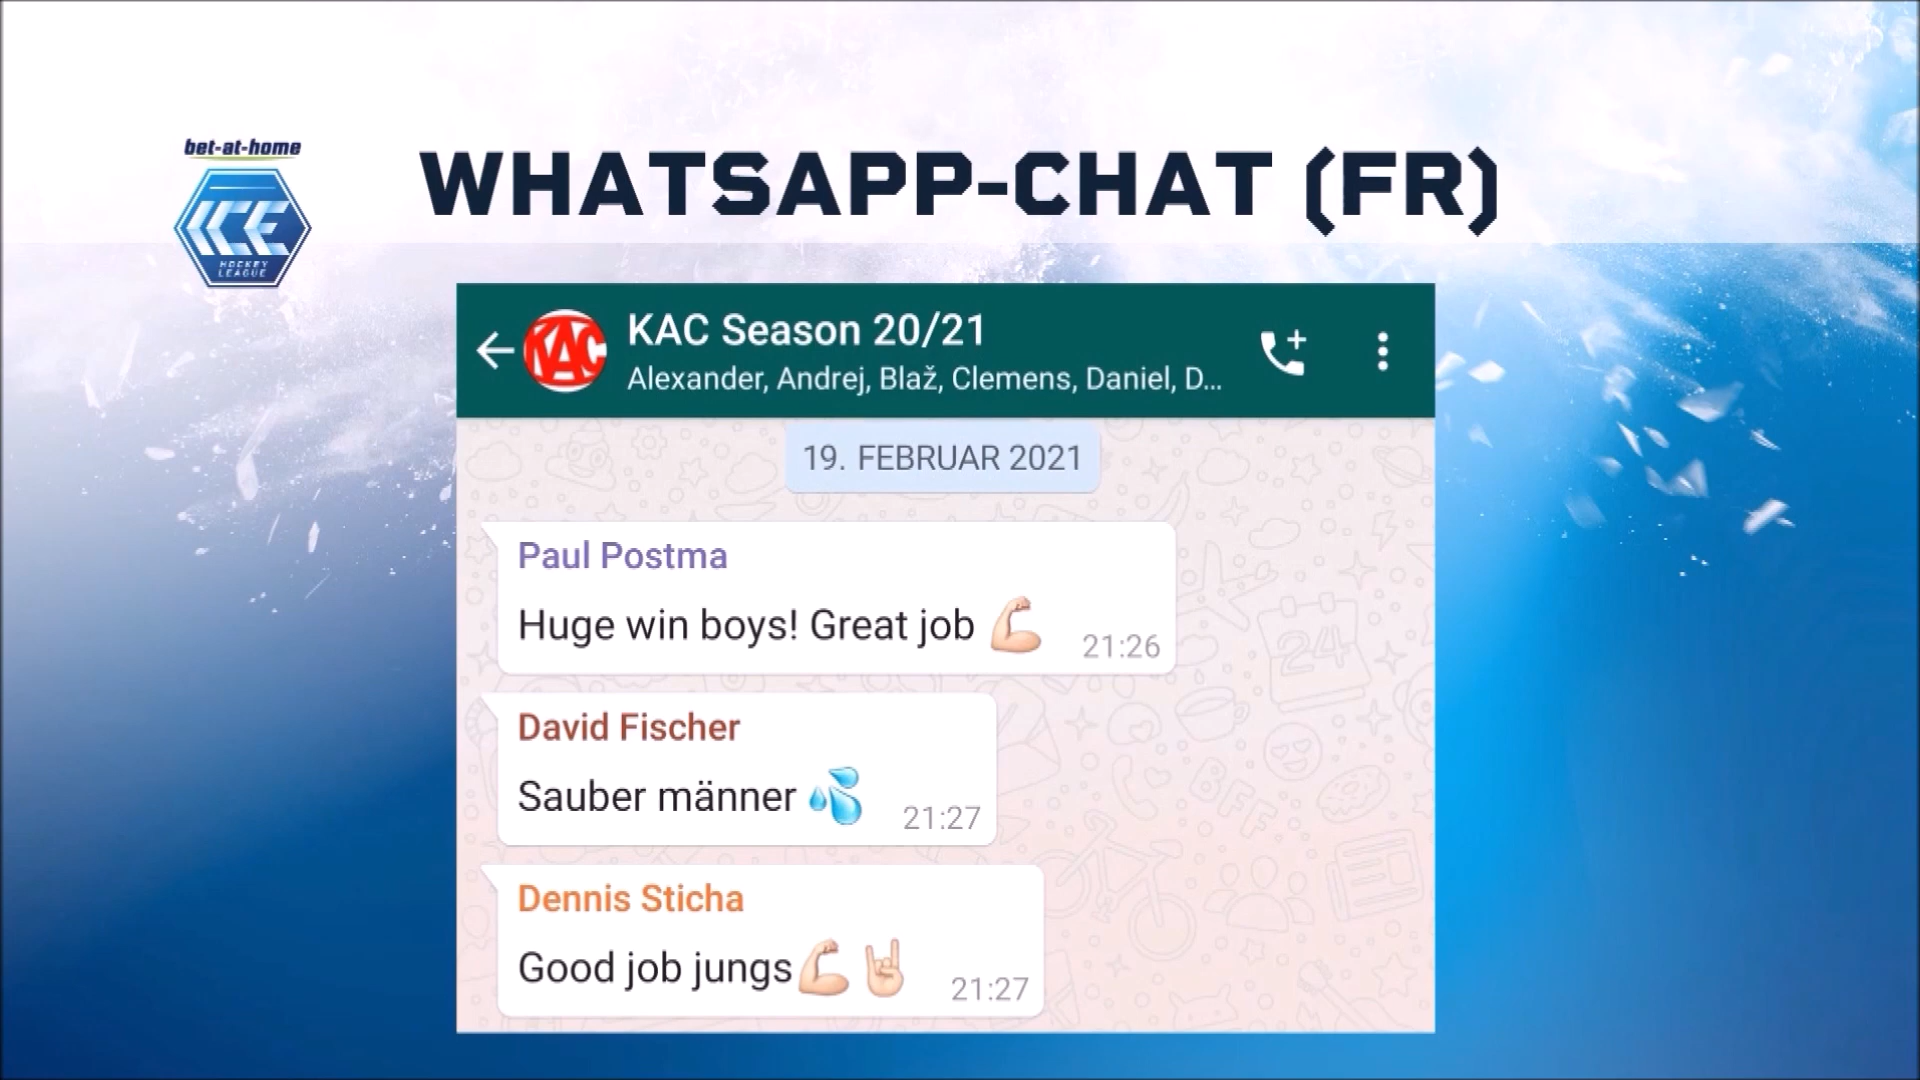 bet-at-home
ICE
HOCKEY
LEAGUE
WHATSAPP-CHAT (FR)
KAC
KAC Season 20/21
Alexander, Andrej, Blaž, Clemens, Daniel, D...
19. FEBRUAR 2021
Paul Postma
Huge win boys! Great job 💪🏻
21:26
David Fischer
Sauber männer 💦
21:27
Dennis Sticha
Good job jungs💪🏻🤘🏻
21:27
24
BFF